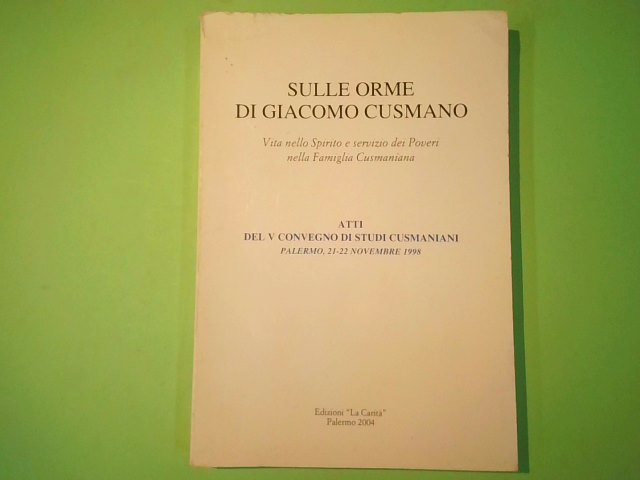 SULLE ORME
DI GIACOMO CUSMANO
Vita nello Spirito e servizio dei Poveri
nella Famiglia Cusmaniana
ATTI
DEL V CONVEGNO DI STUDI CUSMANIANI
PALERMO, 21-22 NOVEMBRE 1998
Edizioni "La Carità"
Palermo 2004